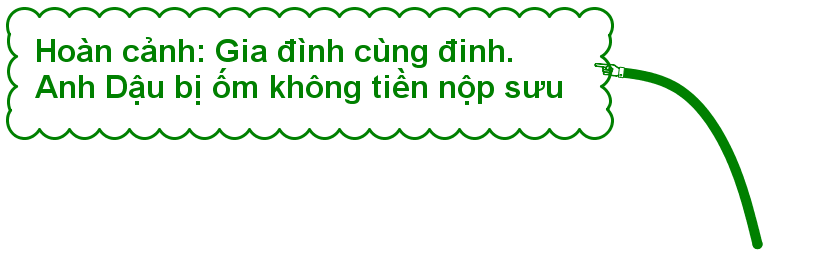 Hoàn cảnh: Gia đình cùng đinh.
Anh Dậu bị ốm không tiền nộp sưu